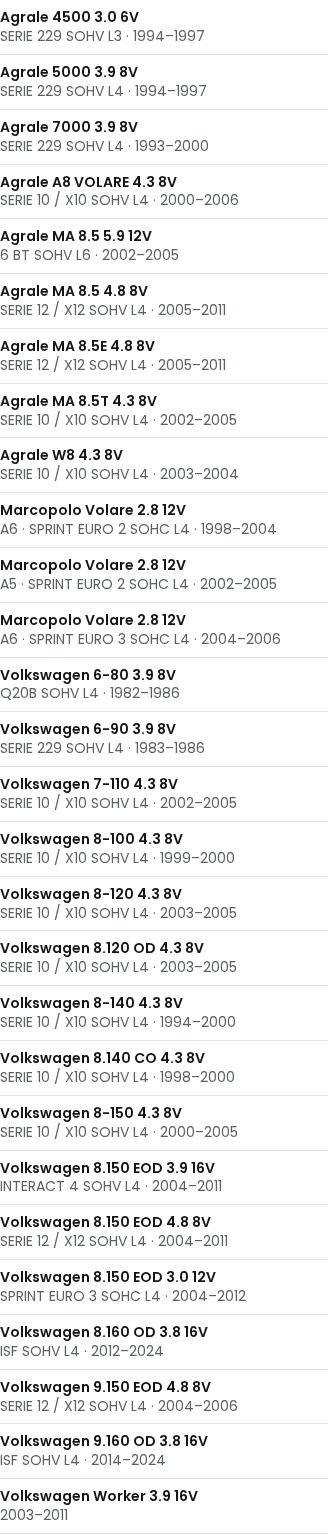 Agrale 4500 3.0 6V
SERIE 229 SOHV L3 · 1994–1997
Agrale 5000 3.9 8V
SERIE 229 SOHV L4 · 1994–1997
Agrale 7000 3.9 8V
SERIE 229 SOHV L4 · 1993–2000
Agrale A8 VOLARE 4.3 8V
SERIE 10 / X10 SOHV L4 · 2000–2006
Agrale MA 8.5 5.9 12V
6 BT SOHV L6 · 2002–2005
Agrale MA 8.5 4.8 8V
SERIE 12 / X12 SOHV L4 · 2005–2011
Agrale MA 8.5E 4.8 8V
SERIE 12 / X12 SOHV L4 · 2005–2011
Agrale MA 8.5T 4.3 8V
SERIE 10 / X10 SOHV L4 · 2002–2005
Agrale W8 4.3 8V
SERIE 10 / X10 SOHV L4 · 2003–2004
Marcopolo Volare 2.8 12V
A6 · SPRINT EURO 2 SOHC L4 · 1998–2004
Marcopolo Volare 2.8 12V
A5 · SPRINT EURO 2 SOHC L4 · 2002–2005
Marcopolo Volare 2.8 12V
A6 · SPRINT EURO 3 SOHC L4 · 2004–2006
Volkswagen 6-80 3.9 8V
Q20B SOHV L4 · 1982–1986
Volkswagen 6-90 3.9 8V
SERIE 229 SOHV L4 · 1983–1986
Volkswagen 7-110 4.3 8V
SERIE 10 / X10 SOHV L4 · 2002–2005
Volkswagen 8-100 4.3 8V
SERIE 10 / X10 SOHV L4 · 1999–2000
Volkswagen 8-120 4.3 8V
SERIE 10 / X10 SOHV L4 · 2003–2005
Volkswagen 8.120 OD 4.3 8V
SERIE 10 / X10 SOHV L4 · 2003–2005
Volkswagen 8-140 4.3 8V
SERIE 10 / X10 SOHV L4 · 1994–2000
Volkswagen 8.140 CO 4.3 8V
SERIE 10 / X10 SOHV L4 · 1998–2000
Volkswagen 8-150 4.3 8V
SERIE 10 / X10 SOHV L4 · 2000–2005
Volkswagen 8.150 EOD 3.9 16V
INTERACT 4 SOHV L4 · 2004–2011
Volkswagen 8.150 EOD 4.8 8V
SERIE 12 / X12 SOHV L4 · 2004–2011
Volkswagen 8.150 EOD 3.0 12V
SPRINT EURO 3 SOHC L4 · 2004–2012
Volkswagen 8.160 OD 3.8 16V
ISF SOHV L4 · 2012–2024
Volkswagen 9.150 EOD 4.8 8V
SERIE 12 / X12 SOHV L4 · 2004–2006
Volkswagen 9.160 OD 3.8 16V
ISF SOHV L4 · 2014–2024
Volkswagen Worker 3.9 16V
2003–2011